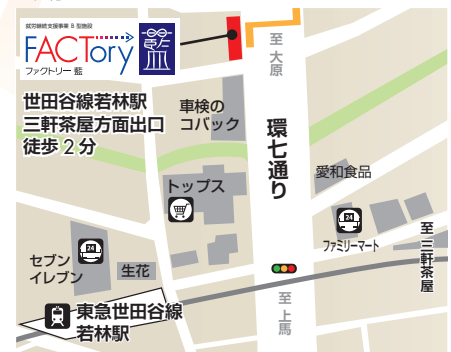 就労継続支援事業 B 型施設
FACTory
ファクトリー 藍
藍
世田谷線若林駅
三軒茶屋方面出口
徒歩 2 分
車検の
コバック
至
大
原
環七通り
トップス
愛和食品
24
ファミリーマート
至
三
軒
茶
屋
24
セブン
イレブン
生花
至
上
馬
東急世田谷線
若林駅